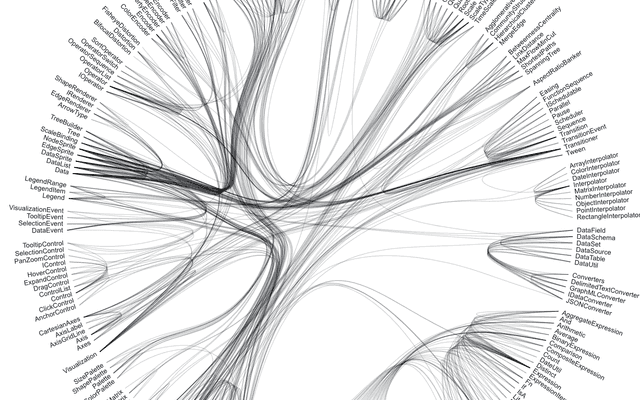 FisheyeDistortion
Distortion
BifocalDistortion
SortOperator
OperatorSwitch
OperatorSequence
OperatorList
Operator
IOperator
ShapeRenderer
IRenderer
EdgeRenderer
ArrowType
TreeBuilder
Tree
ScaleBinding
NodeSprite
EdgeSprite
DataSprite
DataList
Data
LegendRange
LegendItem
Legend
VisualizationEvent
TooltipEvent
SelectionEvent
DataEvent
TooltipControl
SelectionControl
PanZoomControl
IControl
HoverControl
ExpandControl
DragControl
ControlList
Control
ClickControl
AnchorControl
CartesianAxes
AxisLabel
AxisGridLine
Axis
Axes
Visualization
SizePalette
ShapePalette
Palette
ColorPalette
HierarchicalCluster
MergeEdge
BetweennessCentrality
LinkDistance
MaxFlowMinCut
ShortestPaths
SpanningTree
AspectRatioBanker
Easing
FunctionSequence
ISchedulable
Parallel
Pause
Scheduler
Sequence
Transition
TransitionEvent
Transitioner
Tween
ArrayInterpolator
ColorInterpolator
DateInterpolator
Interpolator
MatrixInterpolator
NumberInterpolator
ObjectInterpolator
PointInterpolator
RectangleInterpolator
DataField
DataSchema
DataSet
DataSource
DataTable
DataUtil
Converters
DelimitedTextConverter
GraphMLConverter
IDataConverter
JSONConverter
AggregateExpression
And
Arithmetic
Average
BinaryExpression
Comparison
CompositeExpression
Count
DateUtil
Distinct
Expression
Fn
If
IsA